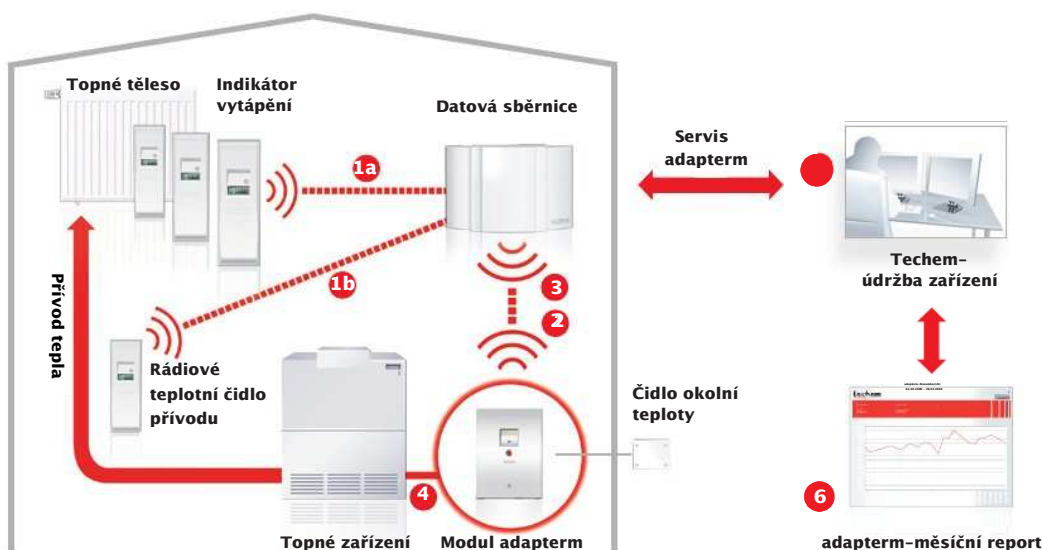 Topné těleso
Indikátor
vytápění
Datová sběrnice
Servis
adapterm
1a
1b
Techem–
údržba zařízení
Přívod tepla
3
2
Rádiové
teplotní čidlo
přívodu
Čidlo okolní
teploty
techem
4
6
Topné zařízení
Modul adapterm
adapterm–měsíční report